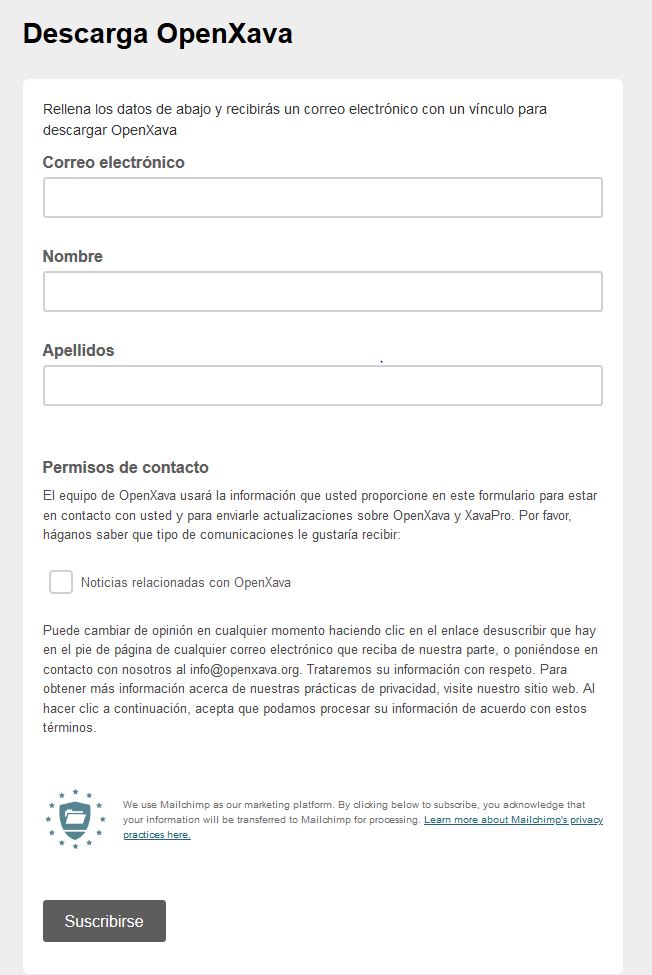 Descarga OpenXava
Rellena los datos de abajo y recibirás un correo electrónico con un vínculo para
descargar OpenXava
Correo electrónico
Nombre
Apellidos
Permisos de contacto
El equipo de OpenXava usará la información que usted proporcione en este formulario para estar
en contacto con usted y para enviarle actualizaciones sobre OpenXava y XavaPro. Por favor,
háganos saber que tipo de comunicaciones le gustaría recibir:
Noticias relacionadas con OpenXava
Puede cambiar de opinión en cualquier momento haciendo clic en el enlace desuscribir que hay
en el pie de página de cualquier correo electrónico que reciba de nuestra parte, o poniéndose en
contacto con nosotros al info@openxava.org. Trataremos su información con respeto. Para
obtener más información acerca de nuestras prácticas de privacidad, visite nuestro sitio web. Al
hacer clic a continuación, acepta que podamos procesar su información de acuerdo con estos
términos.
We use Mailchimp as our marketing platform. By clicking below to subscribe, you acknowledge that
your information will be transferred to Mailchimp for processing. Learn more about Mailchimp's privacy
practices here.
Suscribirse